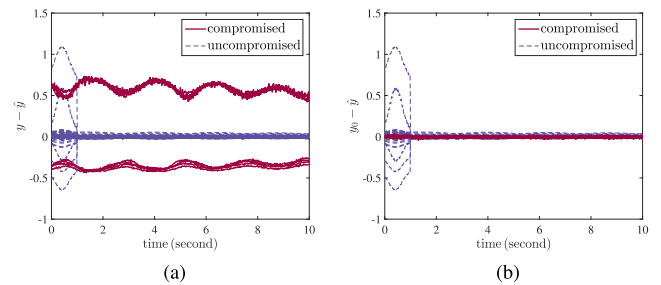 1.5
1
0.5
0
-0.5
-1
y − ŷ
compromised
uncompromised
0 2 4 6 8 10
time (second)
(a)
1.5
1
0.5
0
-0.5
-1
y₀ − ŷ
compromised
uncompromised
0 2 4 6 8 10
time (second)
(b)